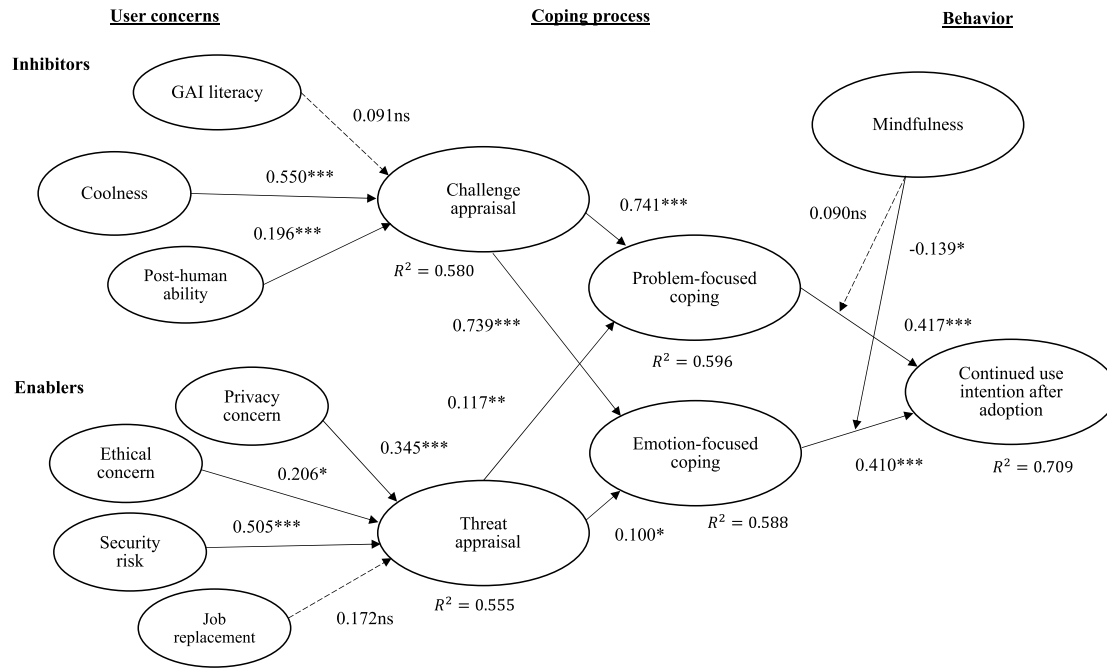 User concerns
Coping process
Behavior
Inhibitors
GAI literacy
0.091ns
Mindfulness
Coolness
0.550***
Challenge
appraisal
0.741***
0.090ns
0.196***
-0.139*
Post-human
ability
R² = 0.580
Problem-focused
coping
0.739***
0.417***
R² = 0.596
Enablers
Privacy
concern
0.117**
Continued use
intention after
adoption
Ethical
concern
0.345***
Emotion-focused
coping
0.206*
0.410***
R² = 0.709
Security
risk
0.505***
Threat
appraisal
R² = 0.588
0.100*
Job
replacement
0.172ns
R² = 0.555